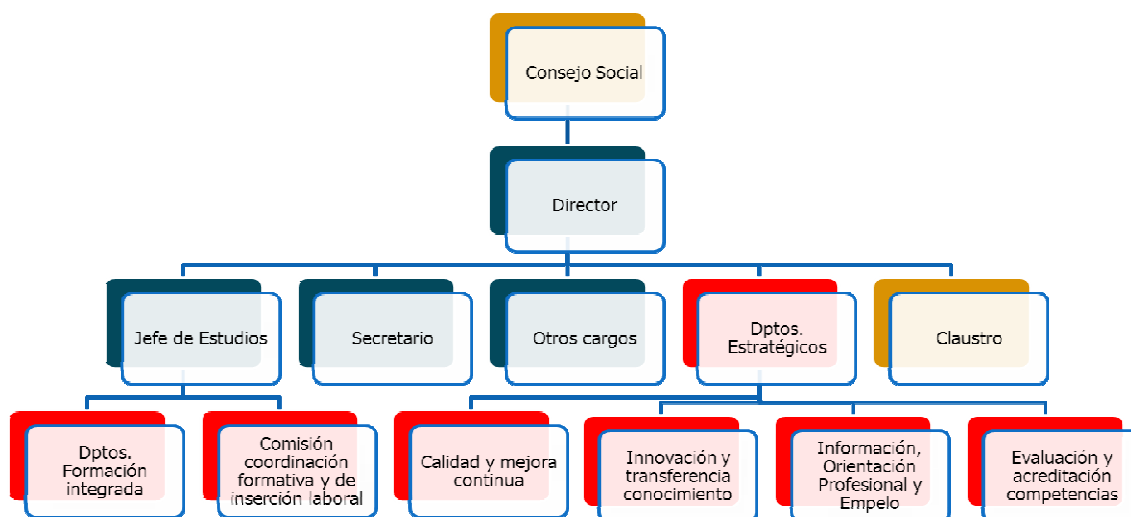 Consejo Social
Director
Jefe de Estudios
Secretario
Otros cargos
Dptos.
Estratégicos
Claustro
Dptos.
Formación
integrada
Comisión
coordinación
formativa y de
inserción laboral
Calidad y mejora
continua
Innovación y
transferencia
conocimiento
Información,
Orientación
Profesional y
Empelo
Evaluación y
acreditación
competencias